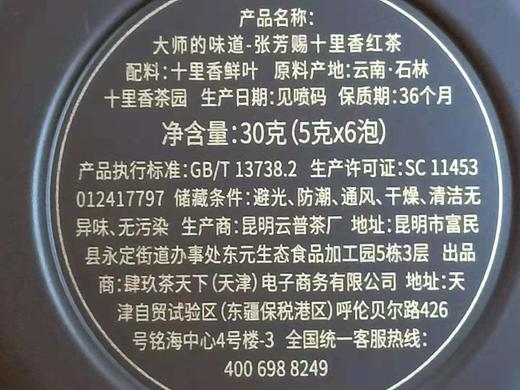 产品名称:
大师的味道-张芳赐十里香红茶
配料:十里香鲜叶 原料产地:云南·石林
十里香茶园 生产日期:见喷码 保质期:36个月
净含量:30克(5克x6泡)
产品执行标准:GB/T 13738.2 生产许可证:SC 11453
012417797 储藏条件:避光、防潮、通风、干燥、清洁无
异味、无污染 生产商:昆明云普茶厂 地址:昆明市富民
县永定街道办事处东元生态食品加工园5栋3层 出品
商:肆玖茶天下(天津)电子商务有限公司 地址:天
津自贸试验区(东疆保税港区)呼伦贝尔路426
号铭海中心4号楼-3 全国统一客服热线:
400 698 8249